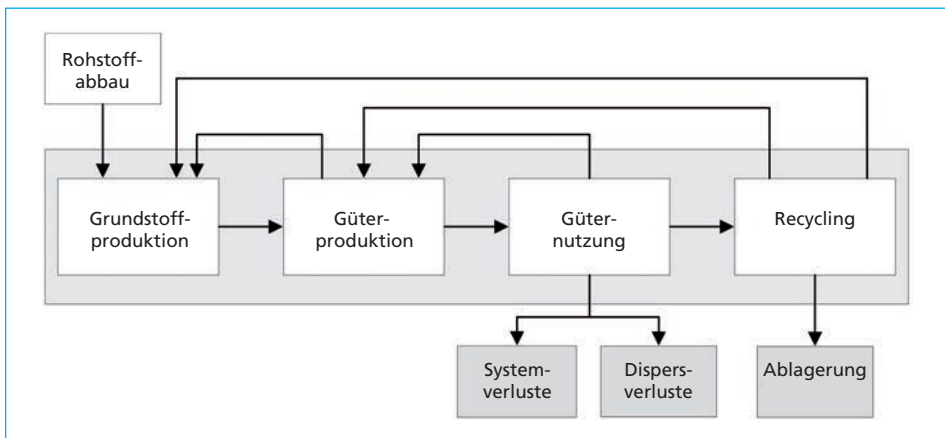 Rohstoff-
abbau
Grundstoff-
produktion
Güter-
produktion
Güter-
nutzung
Recycling
System-
verluste
Dispers-
verluste
Ablagerung